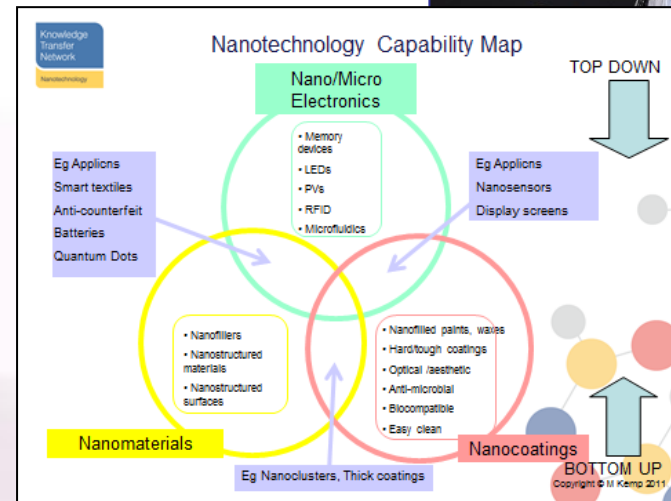 Knowledge
Transfer
Network
Nanotechnology
Nanotechnology Capability Map
TOP DOWN
Nano/Micro
Electronics
• Memory
devices
• LEDs
• PVs
• RFID
• Microfluidics
Eg Applicns
Smart textiles
Anti-counterfeit
Batteries
Quantum Dots
Eg Applicns
Nanosensors
Display screens
• Nanofillers
• Nanostructured
materials
• Nanostructured
surfaces
• Nanofilled paints, waxes
• Hard/tough coatings
• Optical /aesthetic
• Anti-microbial
• Biocompatible
• Easy clean
Nanomaterials
Nanocoatings
Eg Nanoclusters, Thick coatings
BOTTOM UP
Copyright © M Kemp 2011